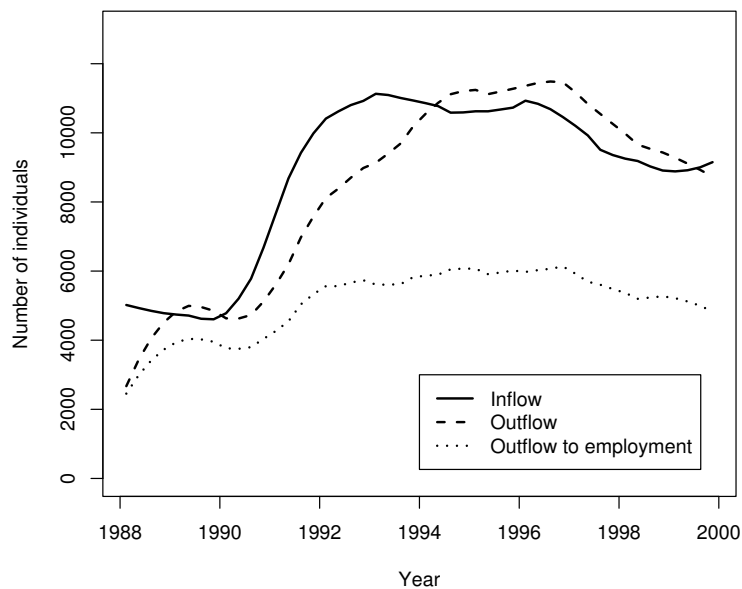 Number of individuals
10000
8000
6000
4000
2000
0
Inflow
Outflow
Outflow to employment
1988 1990 1992 1994 1996 1998 2000
Year